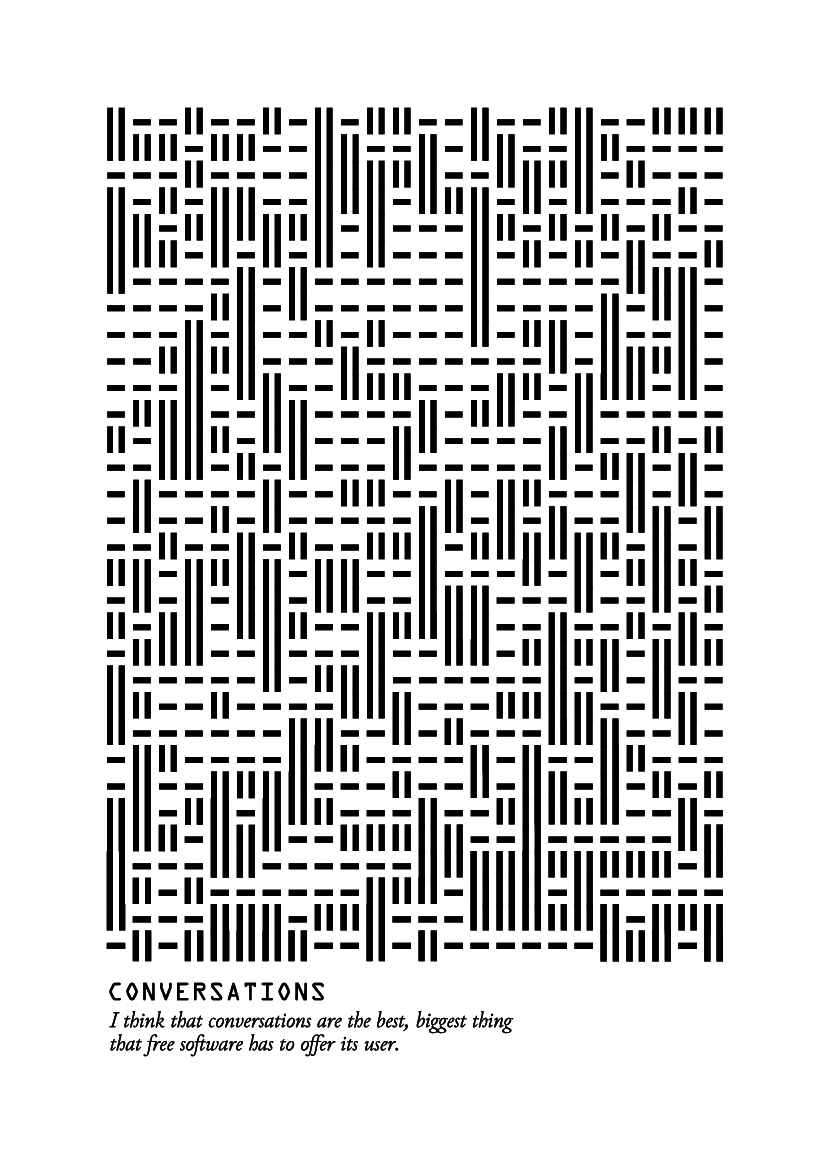 CONVERSATIONS
I think that conversations are the best, biggest thing
that free software has to offer its user.